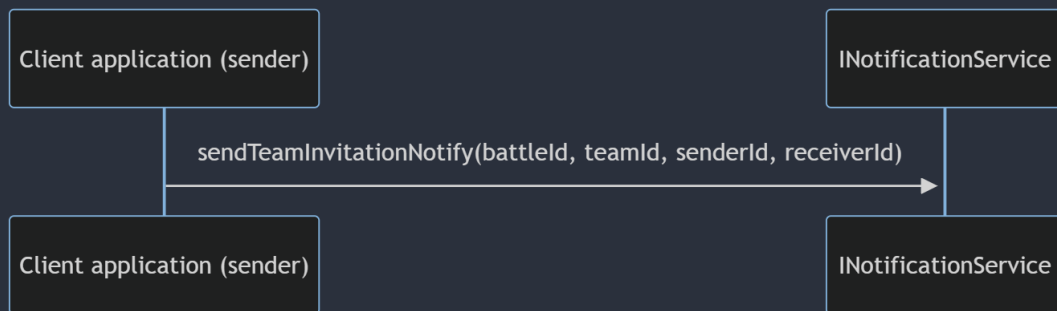 Client application (sender)
INotificationService
sendTeamInvitationNotify(battleId, teamId, senderId, receiverId)
Client application (sender)
INotificationService